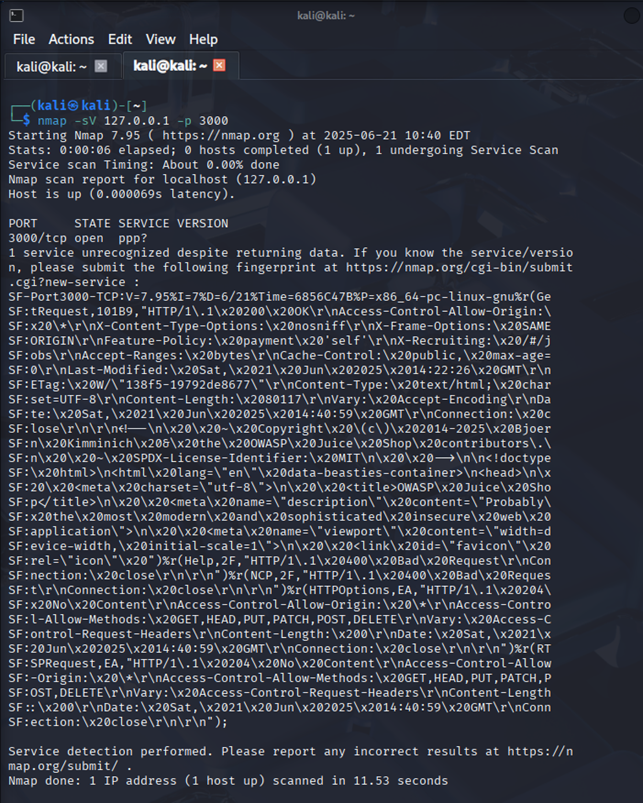 kali@kali: ~
File Actions Edit View Help
kali@kali: ~
kali@kali: ~
(kali㉿kali)-[~]
$ nmap -sV 127.0.0.1 -p 3000
Starting Nmap 7.95 ( https://nmap.org ) at 2025-06-21 10:40 EDT
Stats: 0:00:06 elapsed; 0 hosts completed (1 up), 1 undergoing Service Scan
Service scan Timing: About 0.00% done
Nmap scan report for localhost (127.0.0.1)
Host is up (0.000069s latency).
PORT     STATE SERVICE VERSION
3000/tcp open  ppp?
1 service unrecognized despite returning data. If you know the service/versio
n, please submit the following fingerprint at https://nmap.org/cgi-bin/submit
.cgi?new-service :
SF-Port3000-TCP:V=7.95%I=7%D=6/21%Time=6856C47B%P=x86_64-pc-linux-gnu%r(Ge
SF:tRequest,101B9,"HTTP/1\.1\x20200\x20OK\r\nAccess-Control-Allow-Origin:\
SF:x20\*\r\nX-Content-Type-Options:\x20nosniff\r\nX-Frame-Options:\x20SAME
SF:ORIGIN\r\nFeature-Policy:\x20payment\x20'self'\r\nX-Recruiting:\x20/#/j
SF:obs\r\nAccept-Ranges:\x20bytes\r\nCache-Control:\x20public,\x20max-age=
SF:0\r\nLast-Modified:\x20Sat,\x2021\x20Jun\x202025\x2014:22:26\x20GMT\r\n
SF:ETag:\x20W/\"138f5-19792de8677\"\r\nContent-Type:\x20text/html;\x20char
SF:set=UTF-8\r\nContent-Length:\x2080117\r\nVary:\x20Accept-Encoding\r\nDa
SF:te:\x20Sat,\x2021\x20Jun\x202025\x2014:40:59\x20GMT\r\nConnection:\x20c
SF:lose\r\n\r\n<!--\n\x20\x20~\x20Copyright\x20\(c\)\x202014-2025\x20Bjoer
SF:n\x20Kimminich\x20&\x20the\x20OWASP\x20Juice\x20Shop\x20contributors\.\
SF:n\x20\x20~\x20SPDX-License-Identifier:\x20MIT\n\x20\x20-->\n\n<!doctype
SF:\x20html>\n<html\x20lang=\"en\"\x20data-beasties-container>\n<head>\n\x
SF:20\x20<meta\x20charset=\"utf-8\">\n\x20\x20<title>OWASP\x20Juice\x20Sho
SF:p</title>\n\x20\x20<meta\x20name=\"description\"\x20content=\"Probably\
SF:x20the\x20most\x20modern\x20and\x20sophisticated\x20insecure\x20web\x20
SF:application\">\n\x20\x20<meta\x20name=\"viewport\"\x20content=\"width=d
SF:evice-width,\x20initial-scale=1\">\n\x20\x20<link\x20id=\"favicon\"\x20
SF:rel=\"icon\"\x20")%r(Help,2F,"HTTP/1\.1\x20400\x20Bad\x20Request\r\nCon
SF:nection:\x20close\r\n\r\n")%r(NCP,2F,"HTTP/1\.1\x20400\x20Bad\x20Reques
SF:t\r\nConnection:\x20close\r\n\r\n")%r(HTTPOptions,EA,"HTTP/1\.1\x20204\
SF:x20No\x20Content\r\nAccess-Control-Allow-Origin:\x20\*\r\nAccess-Contro
SF:l-Allow-Methods:\x20GET,HEAD,PUT,PATCH,POST,DELETE\r\nVary:\x20Access-C
SF:ontrol-Request-Headers\r\nContent-Length:\x200\r\nDate:\x20Sat,\x2021\x
SF:20Jun\x202025\x2014:40:59\x20GMT\r\nConnection:\x20close\r\n\r\n")%r(RT
SF:SPRequest,EA,"HTTP/1\.1\x20204\x20No\x20Content\r\nAccess-Control-Allow
SF:-Origin:\x20\*\r\nAccess-Control-Allow-Methods:\x20GET,HEAD,PUT,PATCH,P
SF:OST,DELETE\r\nVary:\x20Access-Control-Request-Headers\r\nContent-Length
SF::\x200\r\nDate:\x20Sat,\x2021\x20Jun\x202025\x2014:40:59\x20GMT\r\nConn
SF:ection:\x20close\r\n\r\n");
Service detection performed. Please report any incorrect results at https://n
map.org/submit/ .
Nmap done: 1 IP address (1 host up) scanned in 11.53 seconds